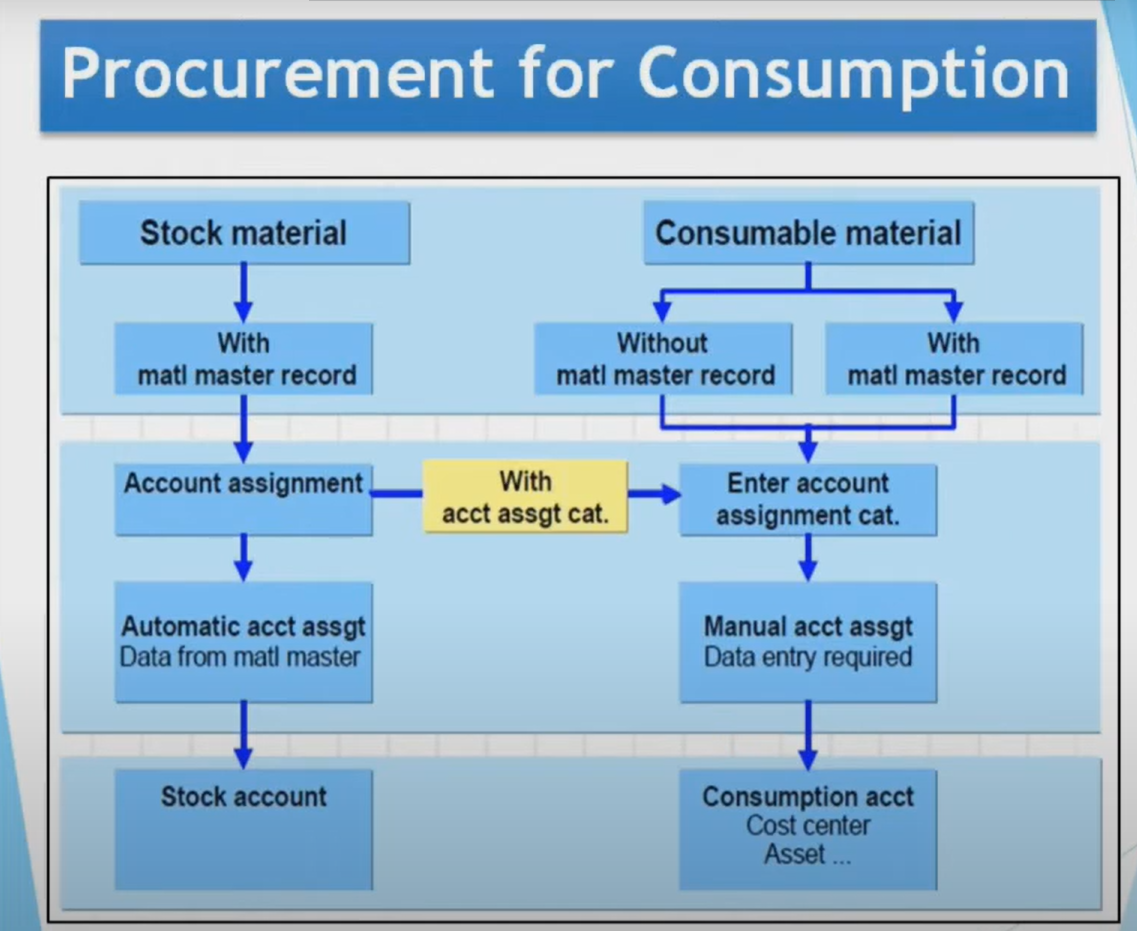 Procurement for Consumption
Stock material
Consumable material
With
matl master record
Without
matl master record
With
matl master record
Account assignment
With
acct assgt cat.
Enter account
assignment cat.
Automatic acct assgt
Data from matl master
Manual acct assgt
Data entry required
Stock account
Consumption acct
Cost center
Asset ...